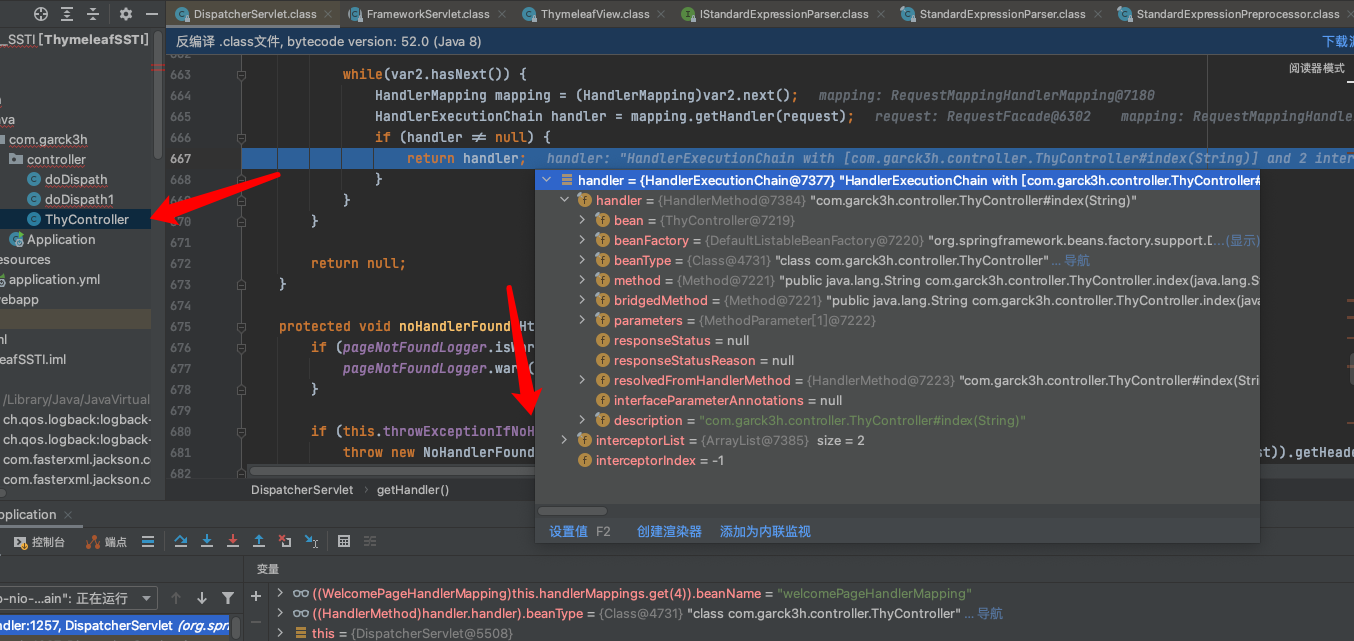 DispatcherServlet.class FrameworkServlet.class ThymeleafView.class IStandardExpressionParser.class StandardExpressionParser.class StandardExpressionPreprocessor.class
_SSTI [ThymeleafSSTI]
反编译 .class文件, bytecode version: 52.0 (Java 8)
阅读器模式
com.garck3h
controller
doDispath
doDispath1
ThyController
Application
esources
application.yml
ebapp
eafSSTI.iml
/Library/Java/JavaVirtual
ch.qos.logback:logback-
ch.qos.logback:logback-
com.fasterxml.jackson.co
com.fasterxml.jackson.co
663 while(var2.hasNext()) {
664 HandlerMapping mapping = (HandlerMapping)var2.next(); mapping: RequestMappingHandlerMapping@7180
665 HandlerExecutionChain handler = mapping.getHandler(request); request: RequestFacade@6302 mapping: RequestMappingHandle
666 if (handler ≠ null) {
667 return handler; handler: "HandlerExecutionChain with [com.garck3h.controller.ThyController#index(String)] and 2 inter
668 }
}
670 }
671
672 return null;
673 }
674
675 protected void noHandlerFound(Ht
676 if (pageNotFoundLogger.isWar
677 pageNotFoundLogger.warn(
678 }
679
680 if (this.throwExceptionIfNoH
681 throw new NoHandlerFound st)).getHeade
682
handler = {HandlerExecutionChain@7377} "HandlerExecutionChain with [com.garck3h.controller.ThyController#
handler = {HandlerMethod@7384} "com.garck3h.controller.ThyController#index(String)"
bean = {ThyController@7219}
beanFactory = {DefaultListableBeanFactory@7220} "org.springframework.beans.factory.support.D... (显示)
beanType = {Class@4731} "class com.garck3h.controller.ThyController" ... 导航
method = {Method@7221} "public java.lang.String com.garck3h.controller.ThyController.index(java.lang.S
bridgedMethod = {Method@7221} "public java.lang.String com.garck3h.controller.ThyController.index(java
parameters = {MethodParameter[1]@7222}
responseStatus = null
responseStatusReason = null
resolvedFromHandlerMethod = {HandlerMethod@7223} "com.garck3h.controller.ThyController#index(Stri
interfaceParameterAnnotations = null
description = "com.garck3h.controller.ThyController#index(String)"
interceptorList = {ArrayList@7385} size = 2
interceptorIndex = -1
设置值 F2 创建渲染器 添加为内联监视
DispatcherServlet › getHandler()
pplication
控制台 端点
变量
o-nio-...ain": 正在运行
ndler:1257, DispatcherServlet (org.spr
((WelcomePageHandlerMapping)this.handlerMappings.get(4)).beanName = "welcomePageHandlerMapping"
((HandlerMethod)handler.handler).beanType = {Class@4731} "class com.garck3h.controller.ThyController" ... 导航
this = {DispatcherServlet@5508}